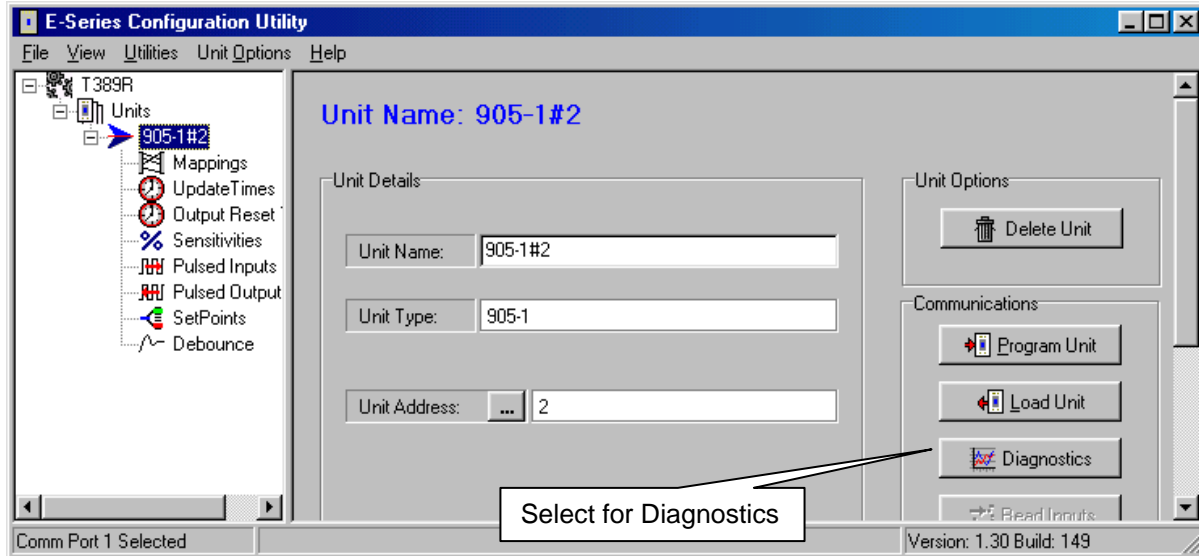 E-Series Configuration Utility
File View Utilities Unit Options Help
T389R
Units
905-1#2
Mappings
UpdateTimes
Output Reset
Sensitivities
Pulsed Inputs
Pulsed Output
SetPoints
Debounce
Unit Name: 905-1#2
Unit Details
Unit Name: 905-1#2
Unit Type: 905-1
Unit Address: ... 2
Unit Options
Delete Unit
Communications
Program Unit
Load Unit
Diagnostics
Read Inputs
Select for Diagnostics
Comm Port 1 Selected
Version: 1.30 Build: 149